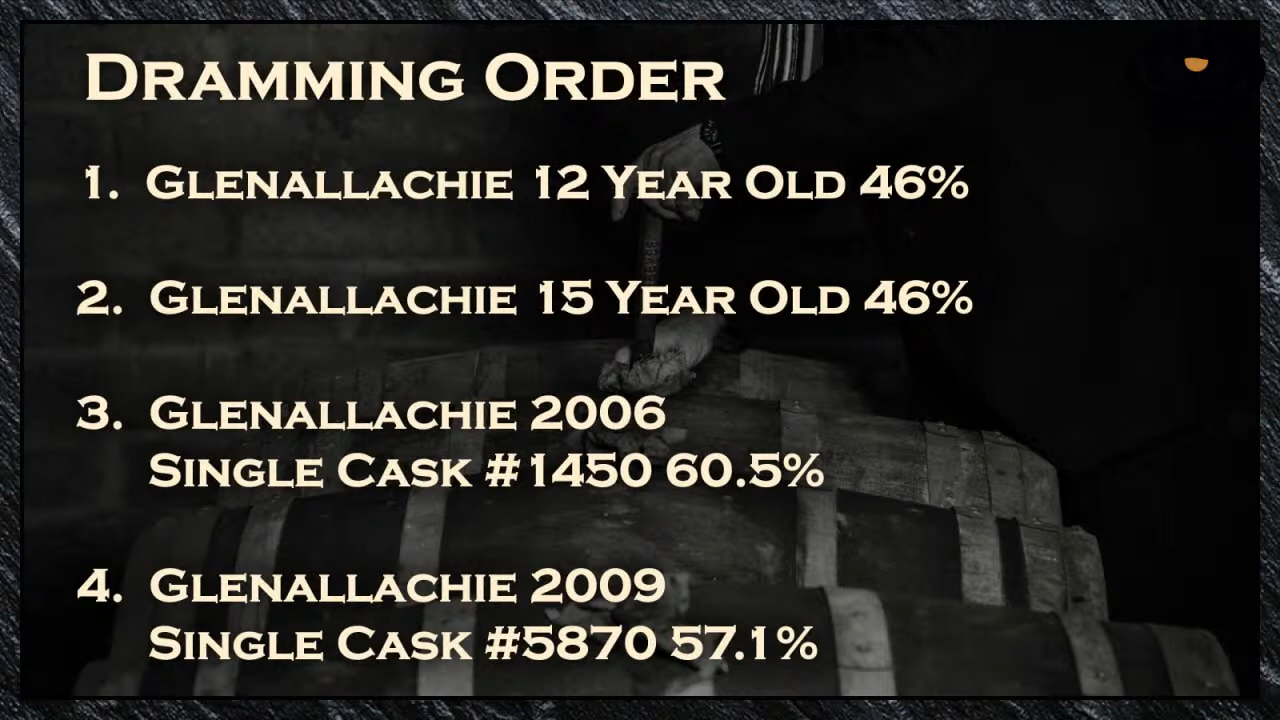 Dramming Order
1. Glenallachie 12 Year Old 46%
2. Glenallachie 15 Year Old 46%
3. Glenallachie 2006
Single Cask #1450 60.5%
4. Glenallachie 2009
Single Cask #5870 57.1%